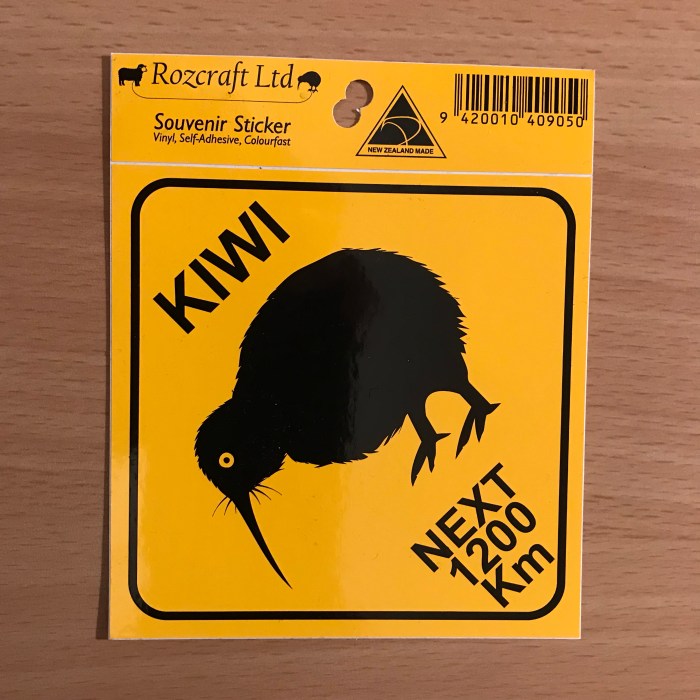 Rozcraft Ltd
Souvenir Sticker
Vinyl, Self-Adhesive, Colourfast
NEW ZEALAND MADE
9 420010 409050
KIWI
NEXT
1200
Km